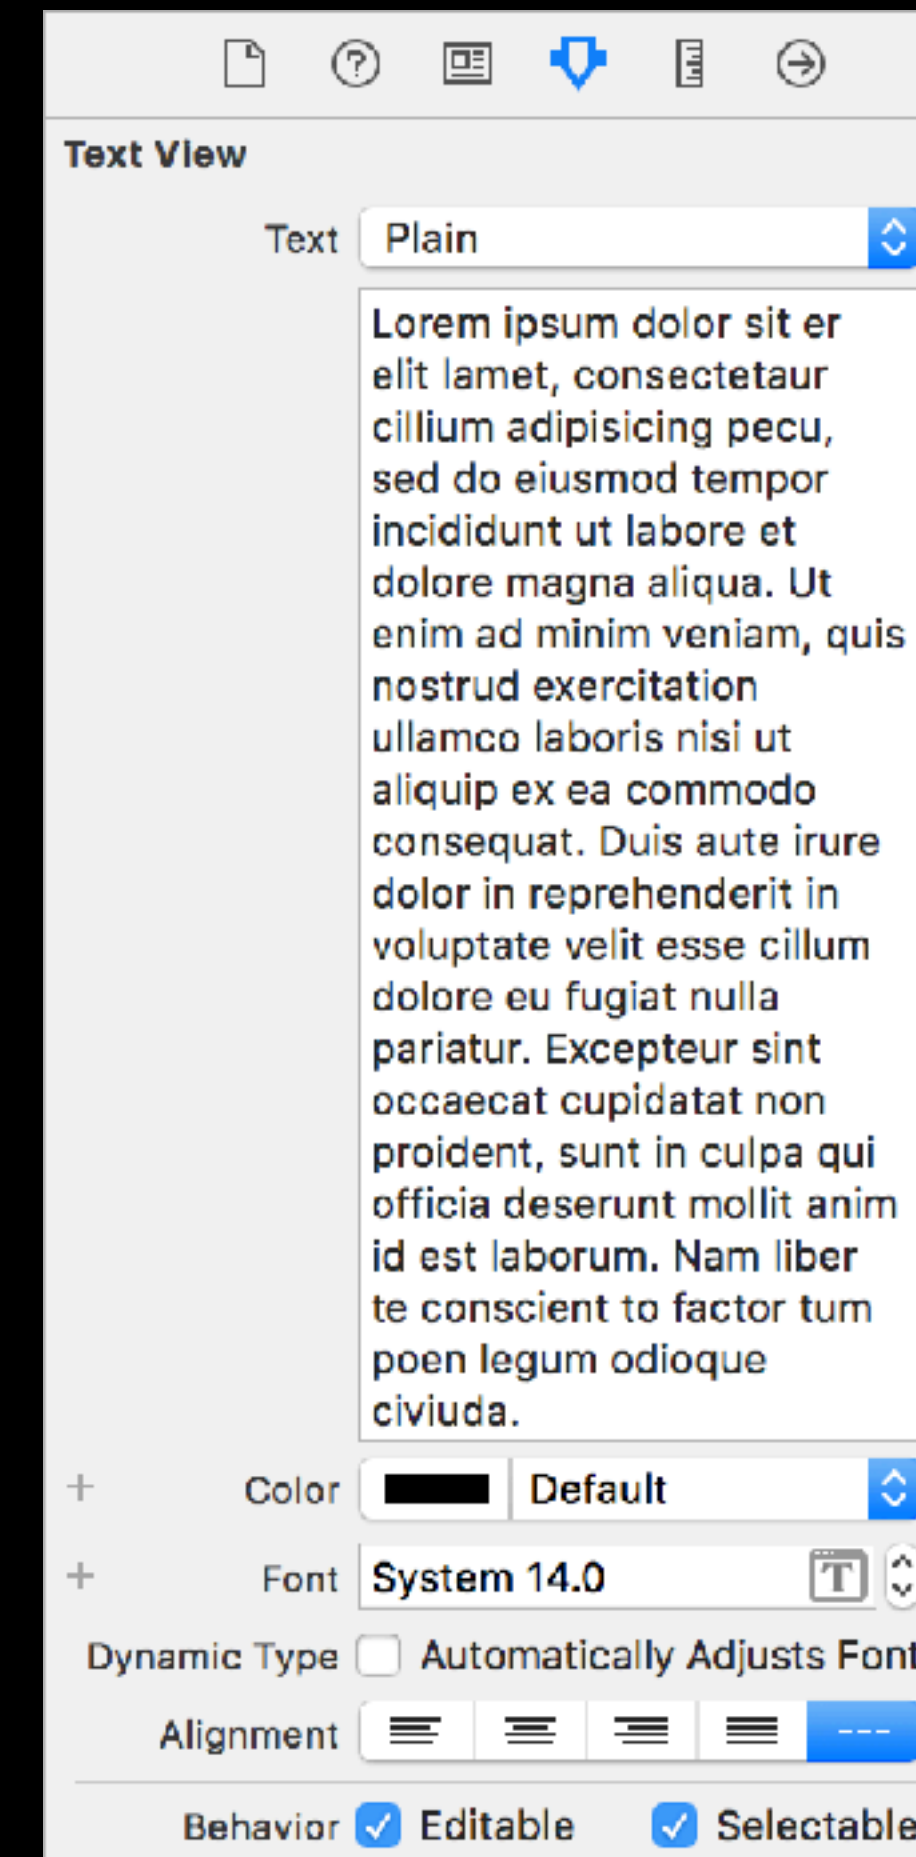 Text View
Text Plain
Lorem ipsum dolor sit er
elit lamet, consectetaur
cillium adipisicing pecu,
sed do eiusmod tempor
incididunt ut labore et
dolore magna aliqua. Ut
enim ad minim veniam, quis
nostrud exercitation
ullamco laboris nisi ut
aliquip ex ea commodo
consequat. Duis aute irure
dolor in reprehenderit in
voluptate velit esse cillum
dolore eu fugiat nulla
pariatur. Excepteur sint
occaecat cupidatat non
proident, sunt in culpa qui
officia deserunt mollit anim
id est laborum. Nam liber
te conscient to factor tum
poen legum odioque
civiuda.
+ Color Default
+ Font System 14.0 T
Dynamic Type Automatically Adjusts Font
Alignment ---
Behavior Editable Selectable